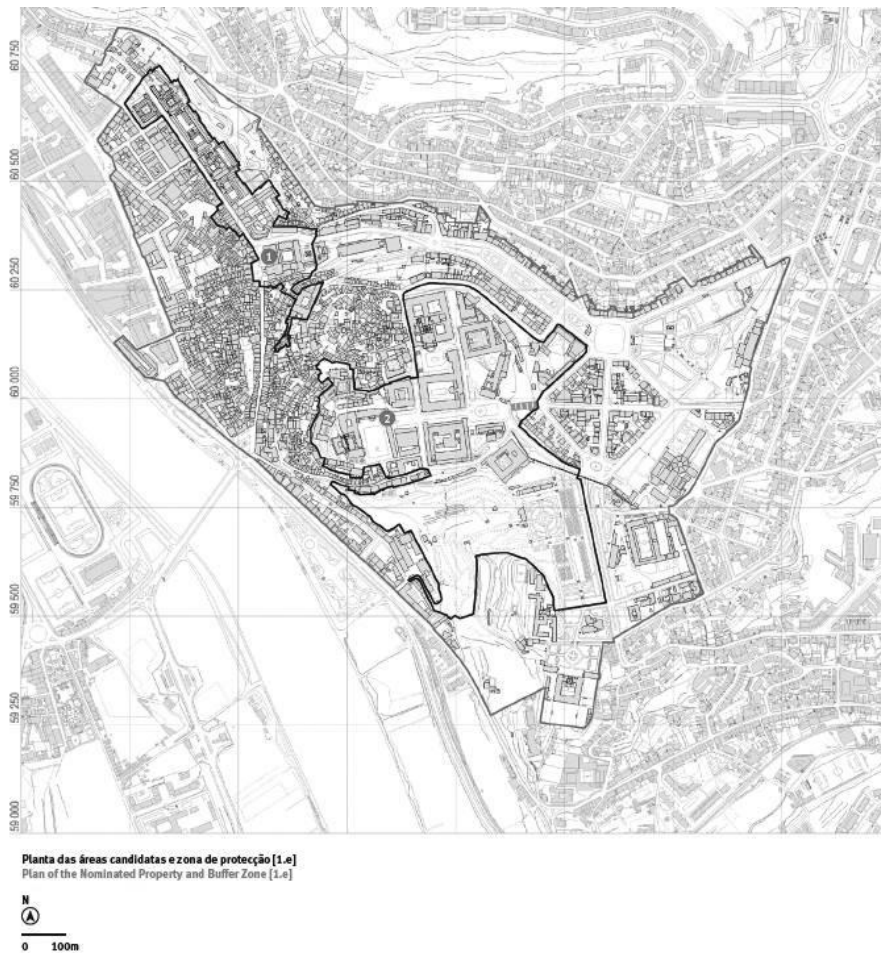 60 750
60 500
60 250
60 000
59 750
59 500
59 250
59 000
1
2
Planta das áreas candidatas e zona de protecção [1.e]
Plan of the Nominated Property and Buffer Zone [1.e]
N
0 100m